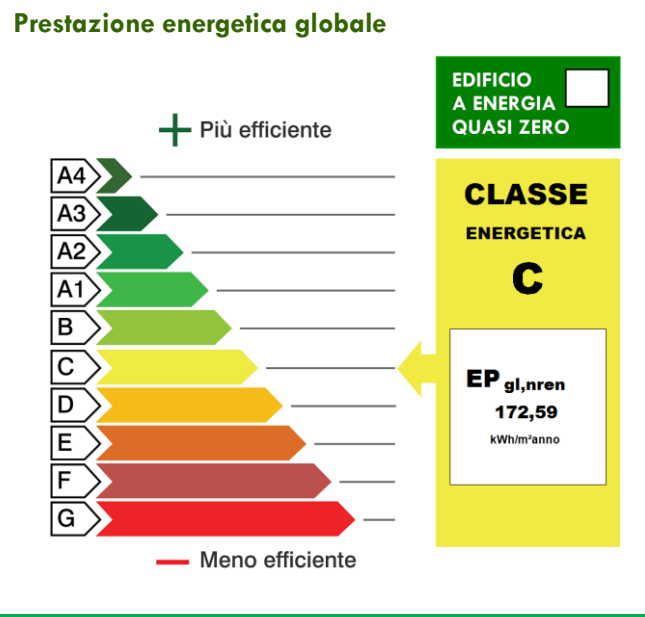 Prestazione energetica globale
EDIFICIO
A ENERGIA
QUASI ZERO
Più efficiente
A4
A3
A2
A1
B
C
D
E
F
G
Meno efficiente
CLASSE
ENERGETICA
C
EP gl,nren
172,59
kWh/m²anno